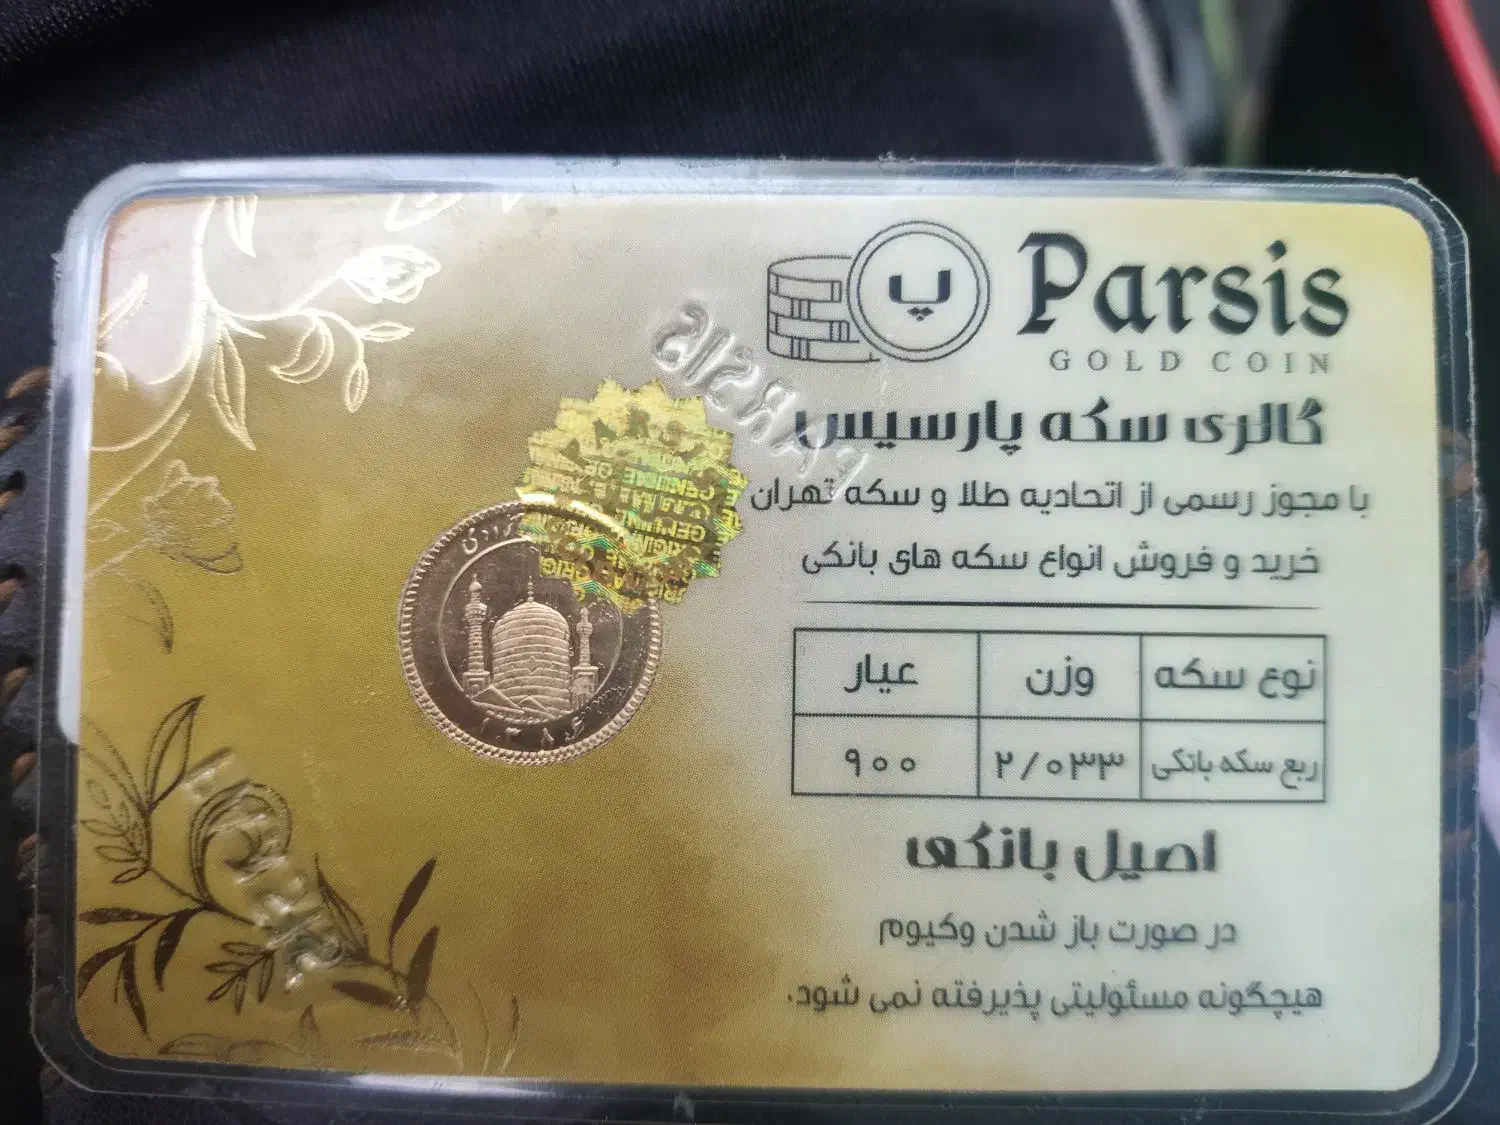 Parsis
GOLD COIN
پ
PARSIS
گالری سکه پارسیس
با مجوز رسمی از اتحادیه طلا و سکه تهران
خرید و فروش انواع سکه های بانکی
نوع سکه وزن عیار
ربع سکه بانکی ۲/۰۳۳ ۹۰۰
اصیل بانکی
در صورت باز شدن وکیوم
هیچگونه مسئولیتی پذیرفته نمی شود.
۱۳۸۶